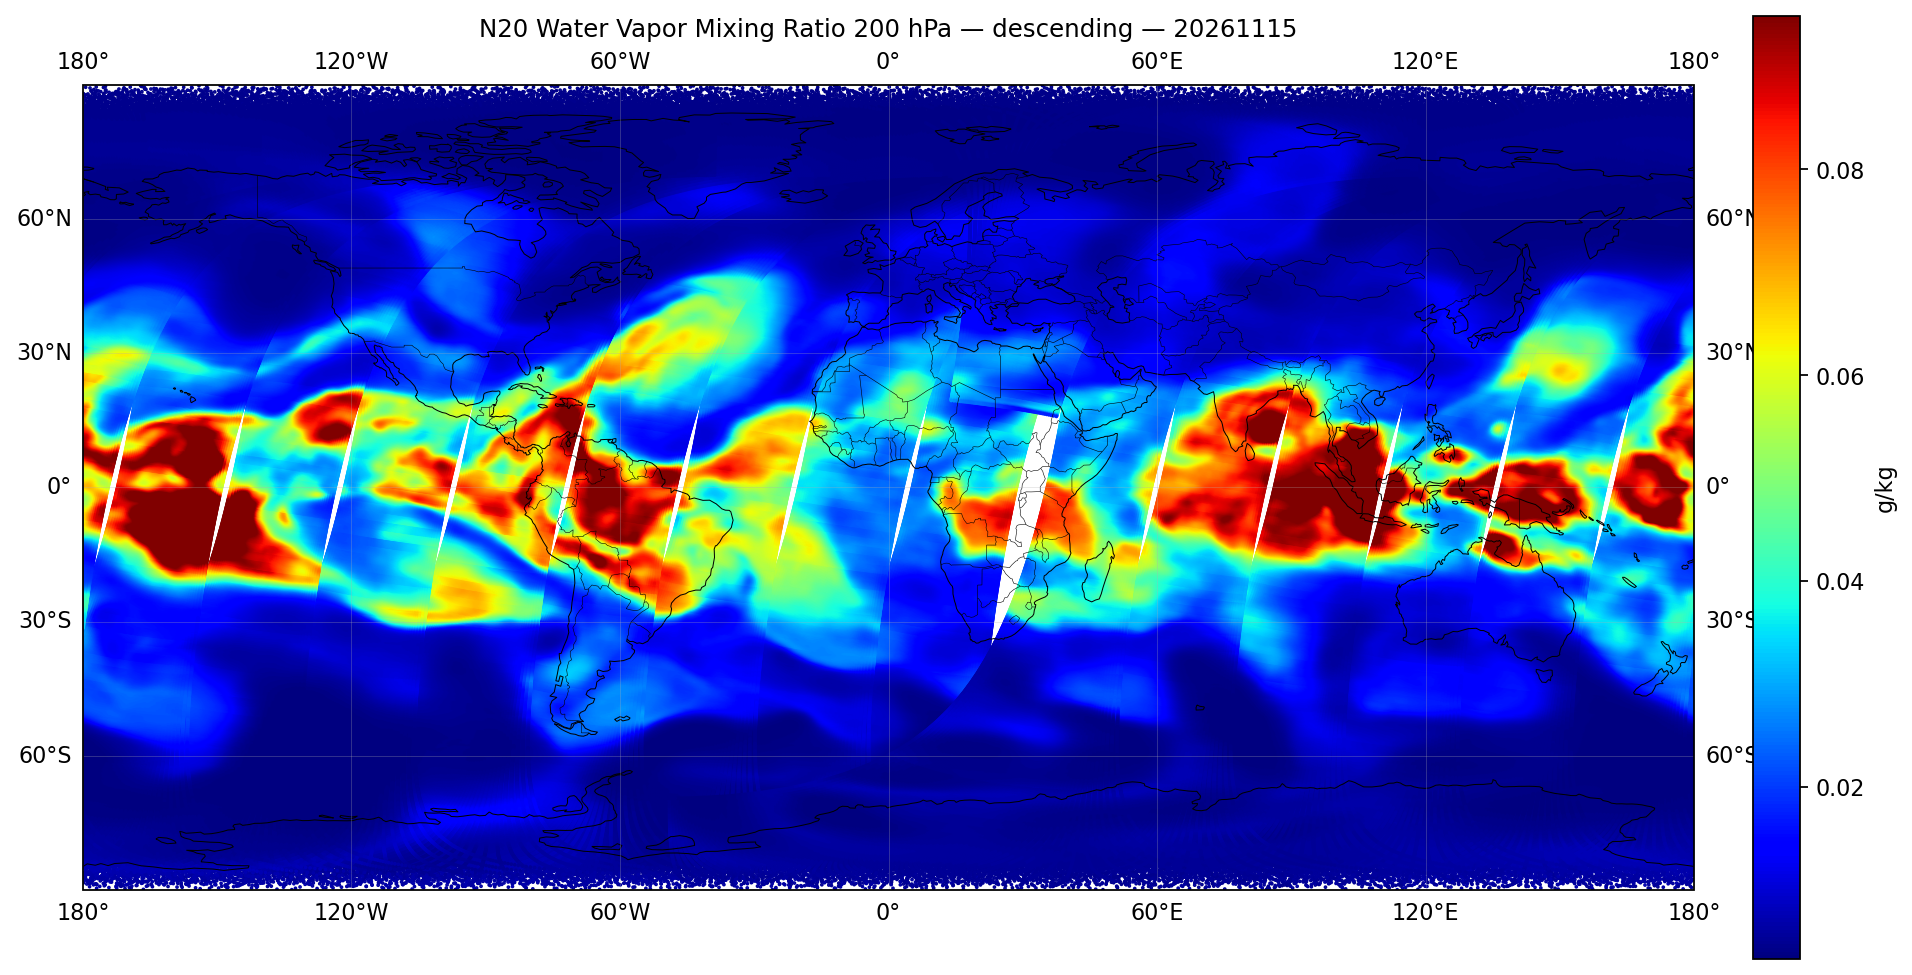 N20 Water Vapor Mixing Ratio 200 hPa — descending — 20261115
180° 120°W 60°W 0° 60°E 120°E 180°
60°N 60°N 0.08
30°N 30°N 0.06
0° 0° g/kg
30°S 30°S 0.04
60°S 60°S 0.02
180° 120°W 60°W 0° 60°E 120°E 180°